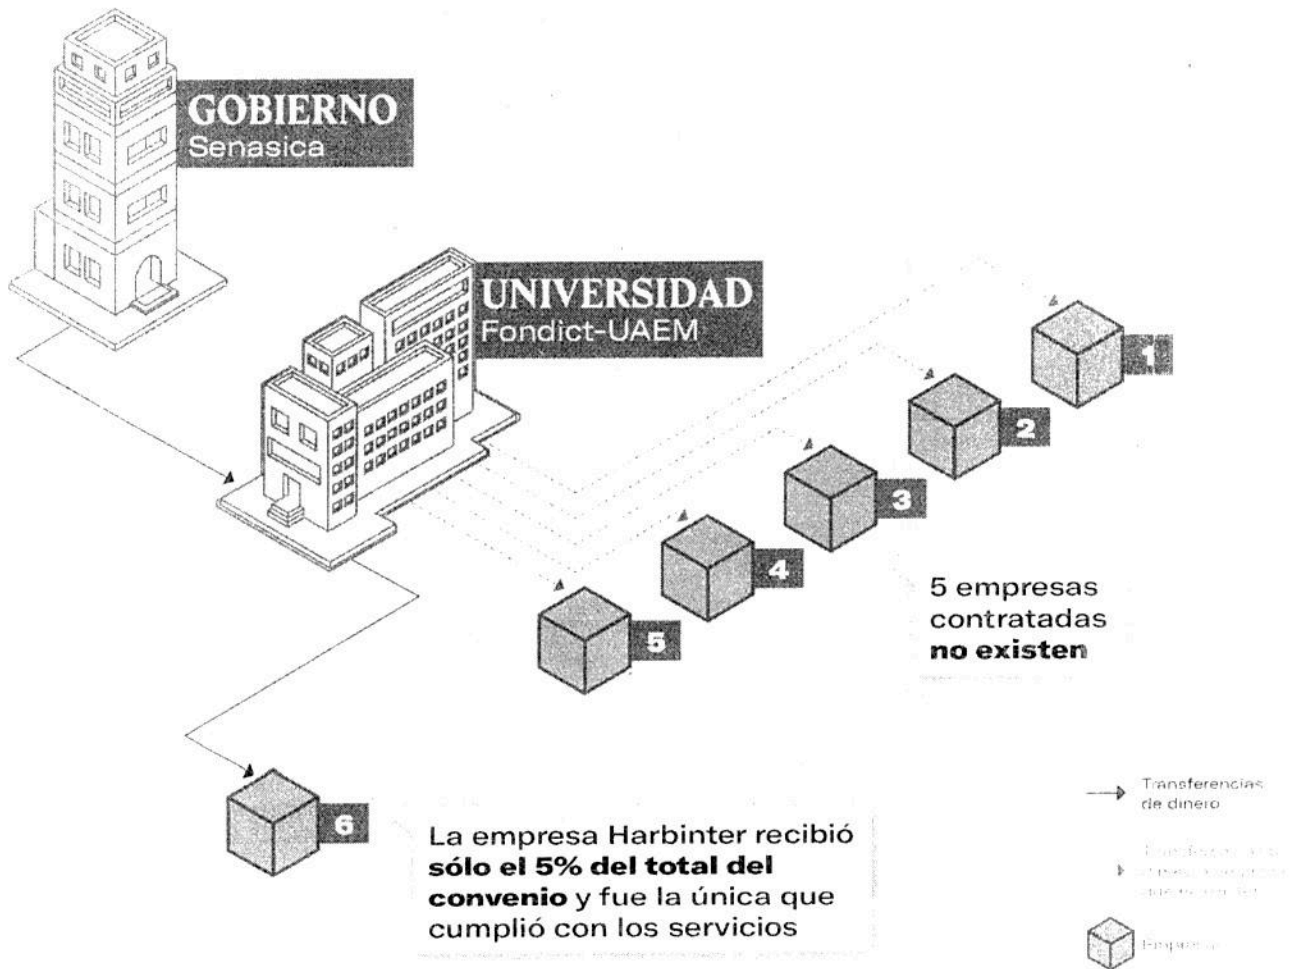 GOBIERNO
Senasica
UNIVERSIDAD
Fondict-UAEM
1
2
3
4
5
5 empresas
contratadas
no existen
6
La empresa Harbinter recibió
sólo el 5% del total del
convenio y fue la única que
cumplió con los servicios
Transferencias
de dinero
Empresa